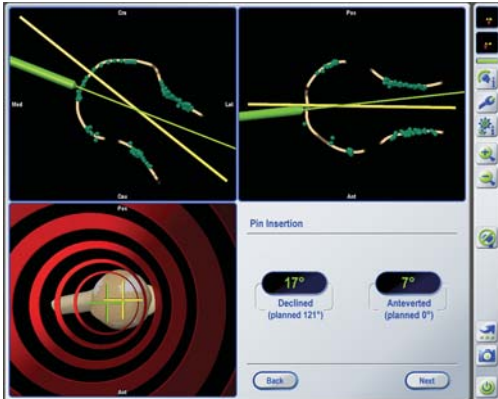 Cra
Pos
Med
Lat
Cau
Ant
Pos
Ant
Pin Insertion
17°
7°
Declined
Anteverted
(planned 121°)
(planned 0°)
Back
Next